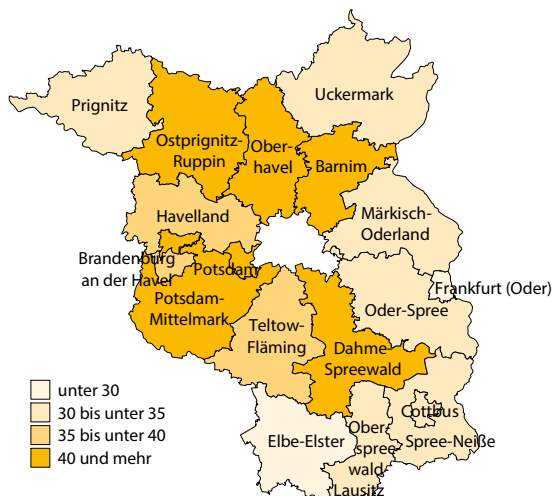 Uckermark
Prignitz
Ostprignitz-
Ruppin
Ober-
havel
Barnim
Havelland
Märkisch-
Oderland
Brandenburg
an der Havel
Potsdam
Frankfurt (Oder)
Potsdam-
Mittelmark
Oder-Spree
Teltow-
Fläming
Dahme-
Spreewald
unter 30
30 bis unter 35
35 bis unter 40
40 und mehr
Cottbus
Elbe-Elster
Ober-
spree-
wald-
Lausitz
Spree-Neiße